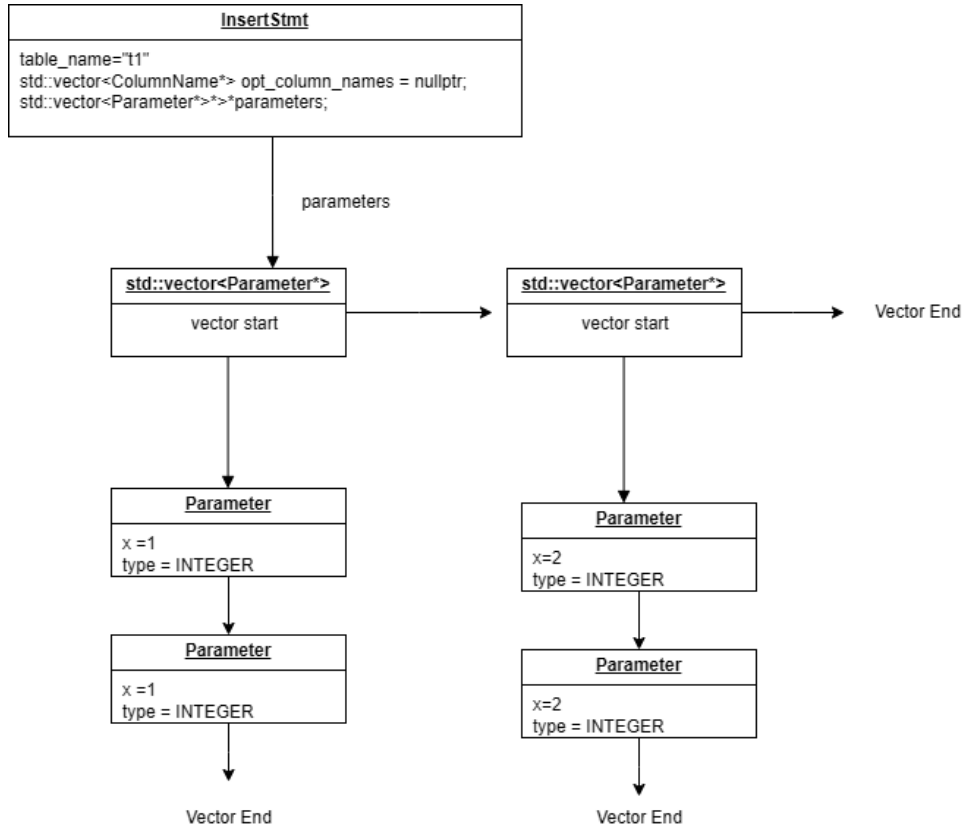 InsertStmt
table_name="t1"
std::vector<ColumnName*> opt_column_names = nullptr;
std::vector<Parameter*>*>*parameters;
parameters
std::vector<Parameter*>
vector start
std::vector<Parameter*>
vector start
Vector End
Parameter
x =1
type = INTEGER
Parameter
x=2
type = INTEGER
Parameter
x =1
type = INTEGER
Parameter
x=2
type = INTEGER
Vector End
Vector End